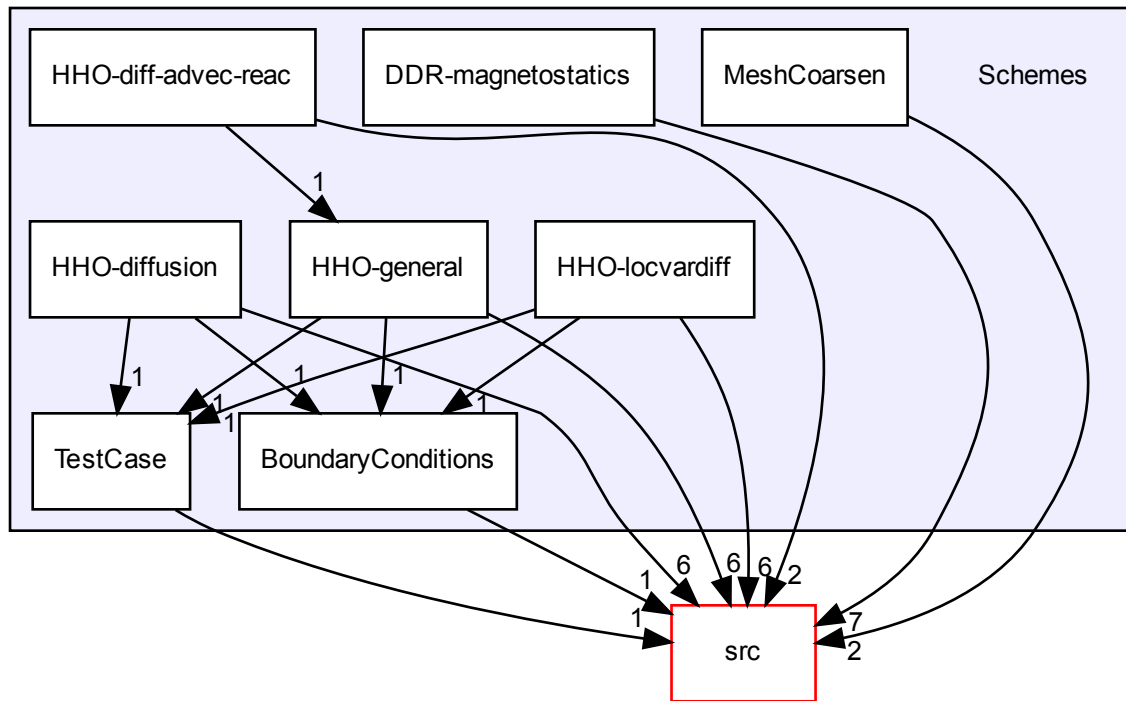 HHO-diff-advec-reac
DDR-magnetostatics
MeshCoarsen
Schemes
1
HHO-diffusion
HHO-general
HHO-locvardiff
1
1
1
1
1
1
TestCase
BoundaryConditions
1
1
6
6
6
2
7
2
src